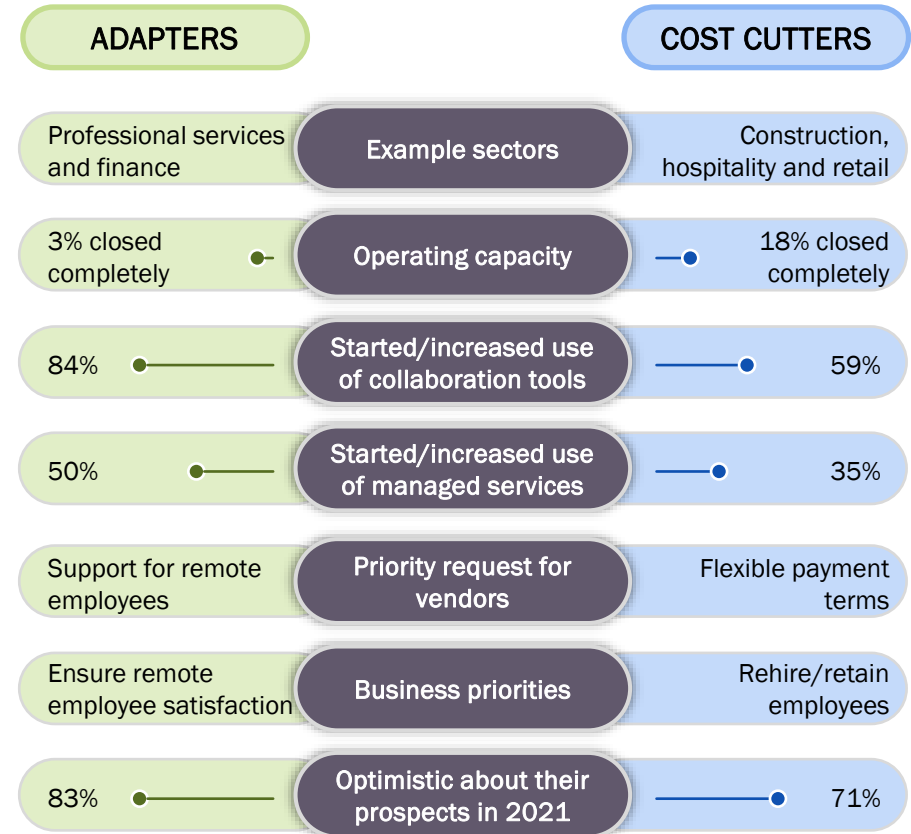 ADAPTERS
COST CUTTERS
Professional services
and finance
Example sectors
Construction,
hospitality and retail
3% closed
completely
Operating capacity
18% closed
completely
84%
Started/increased use
of collaboration tools
59%
50%
Started/increased use
of managed services
35%
Support for remote
employees
Priority request for
vendors
Flexible payment
terms
Ensure remote
employee satisfaction
Business priorities
Rehire/retain
employees
83%
Optimistic about their
prospects in 2021
71%